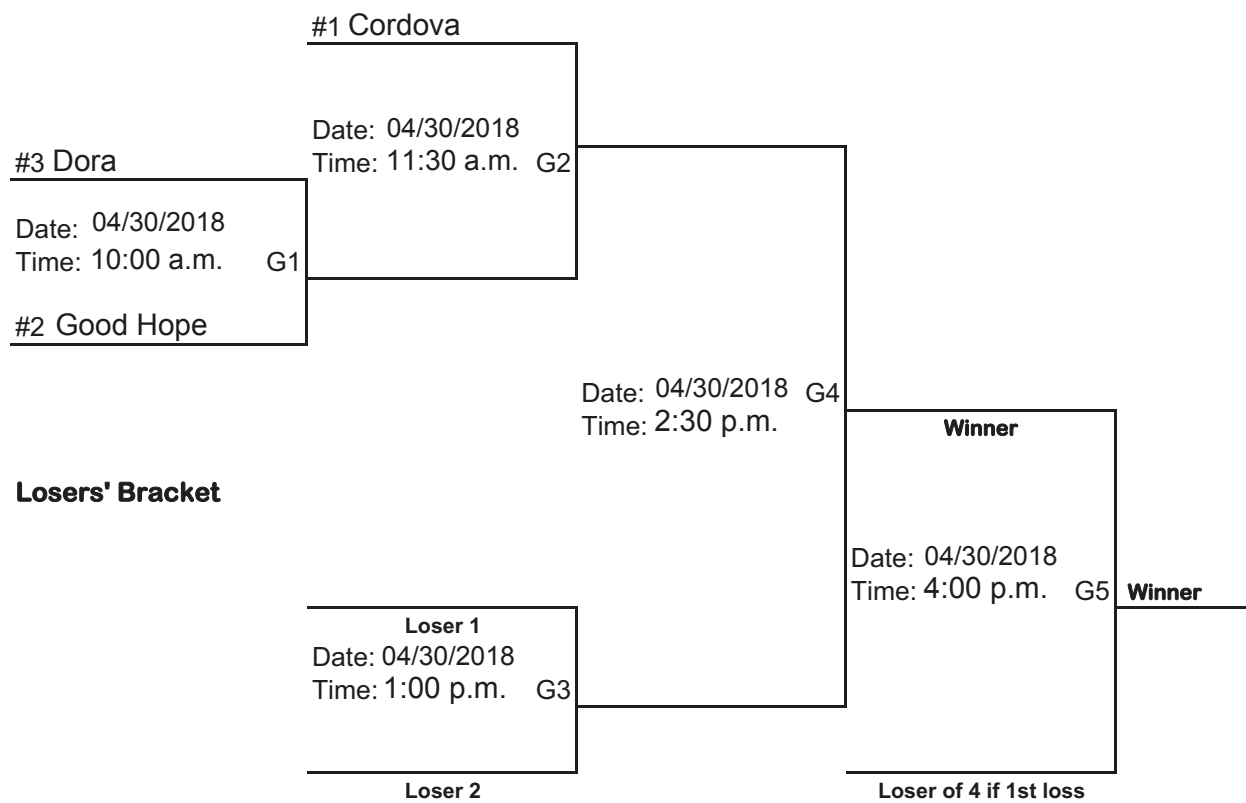 #1 Cordova
Date: 04/30/2018
Time: 11:30 a.m. G2
#3 Dora
Date: 04/30/2018
Time: 10:00 a.m. G1
#2 Good Hope
Date: 04/30/2018 G4
Time: 2:30 p.m.
Winner
Losers' Bracket
Date: 04/30/2018
Time: 4:00 p.m. G5 Winner
Loser 1
Date: 04/30/2018
Time: 1:00 p.m. G3
Loser 2
Loser of 4 if 1st loss